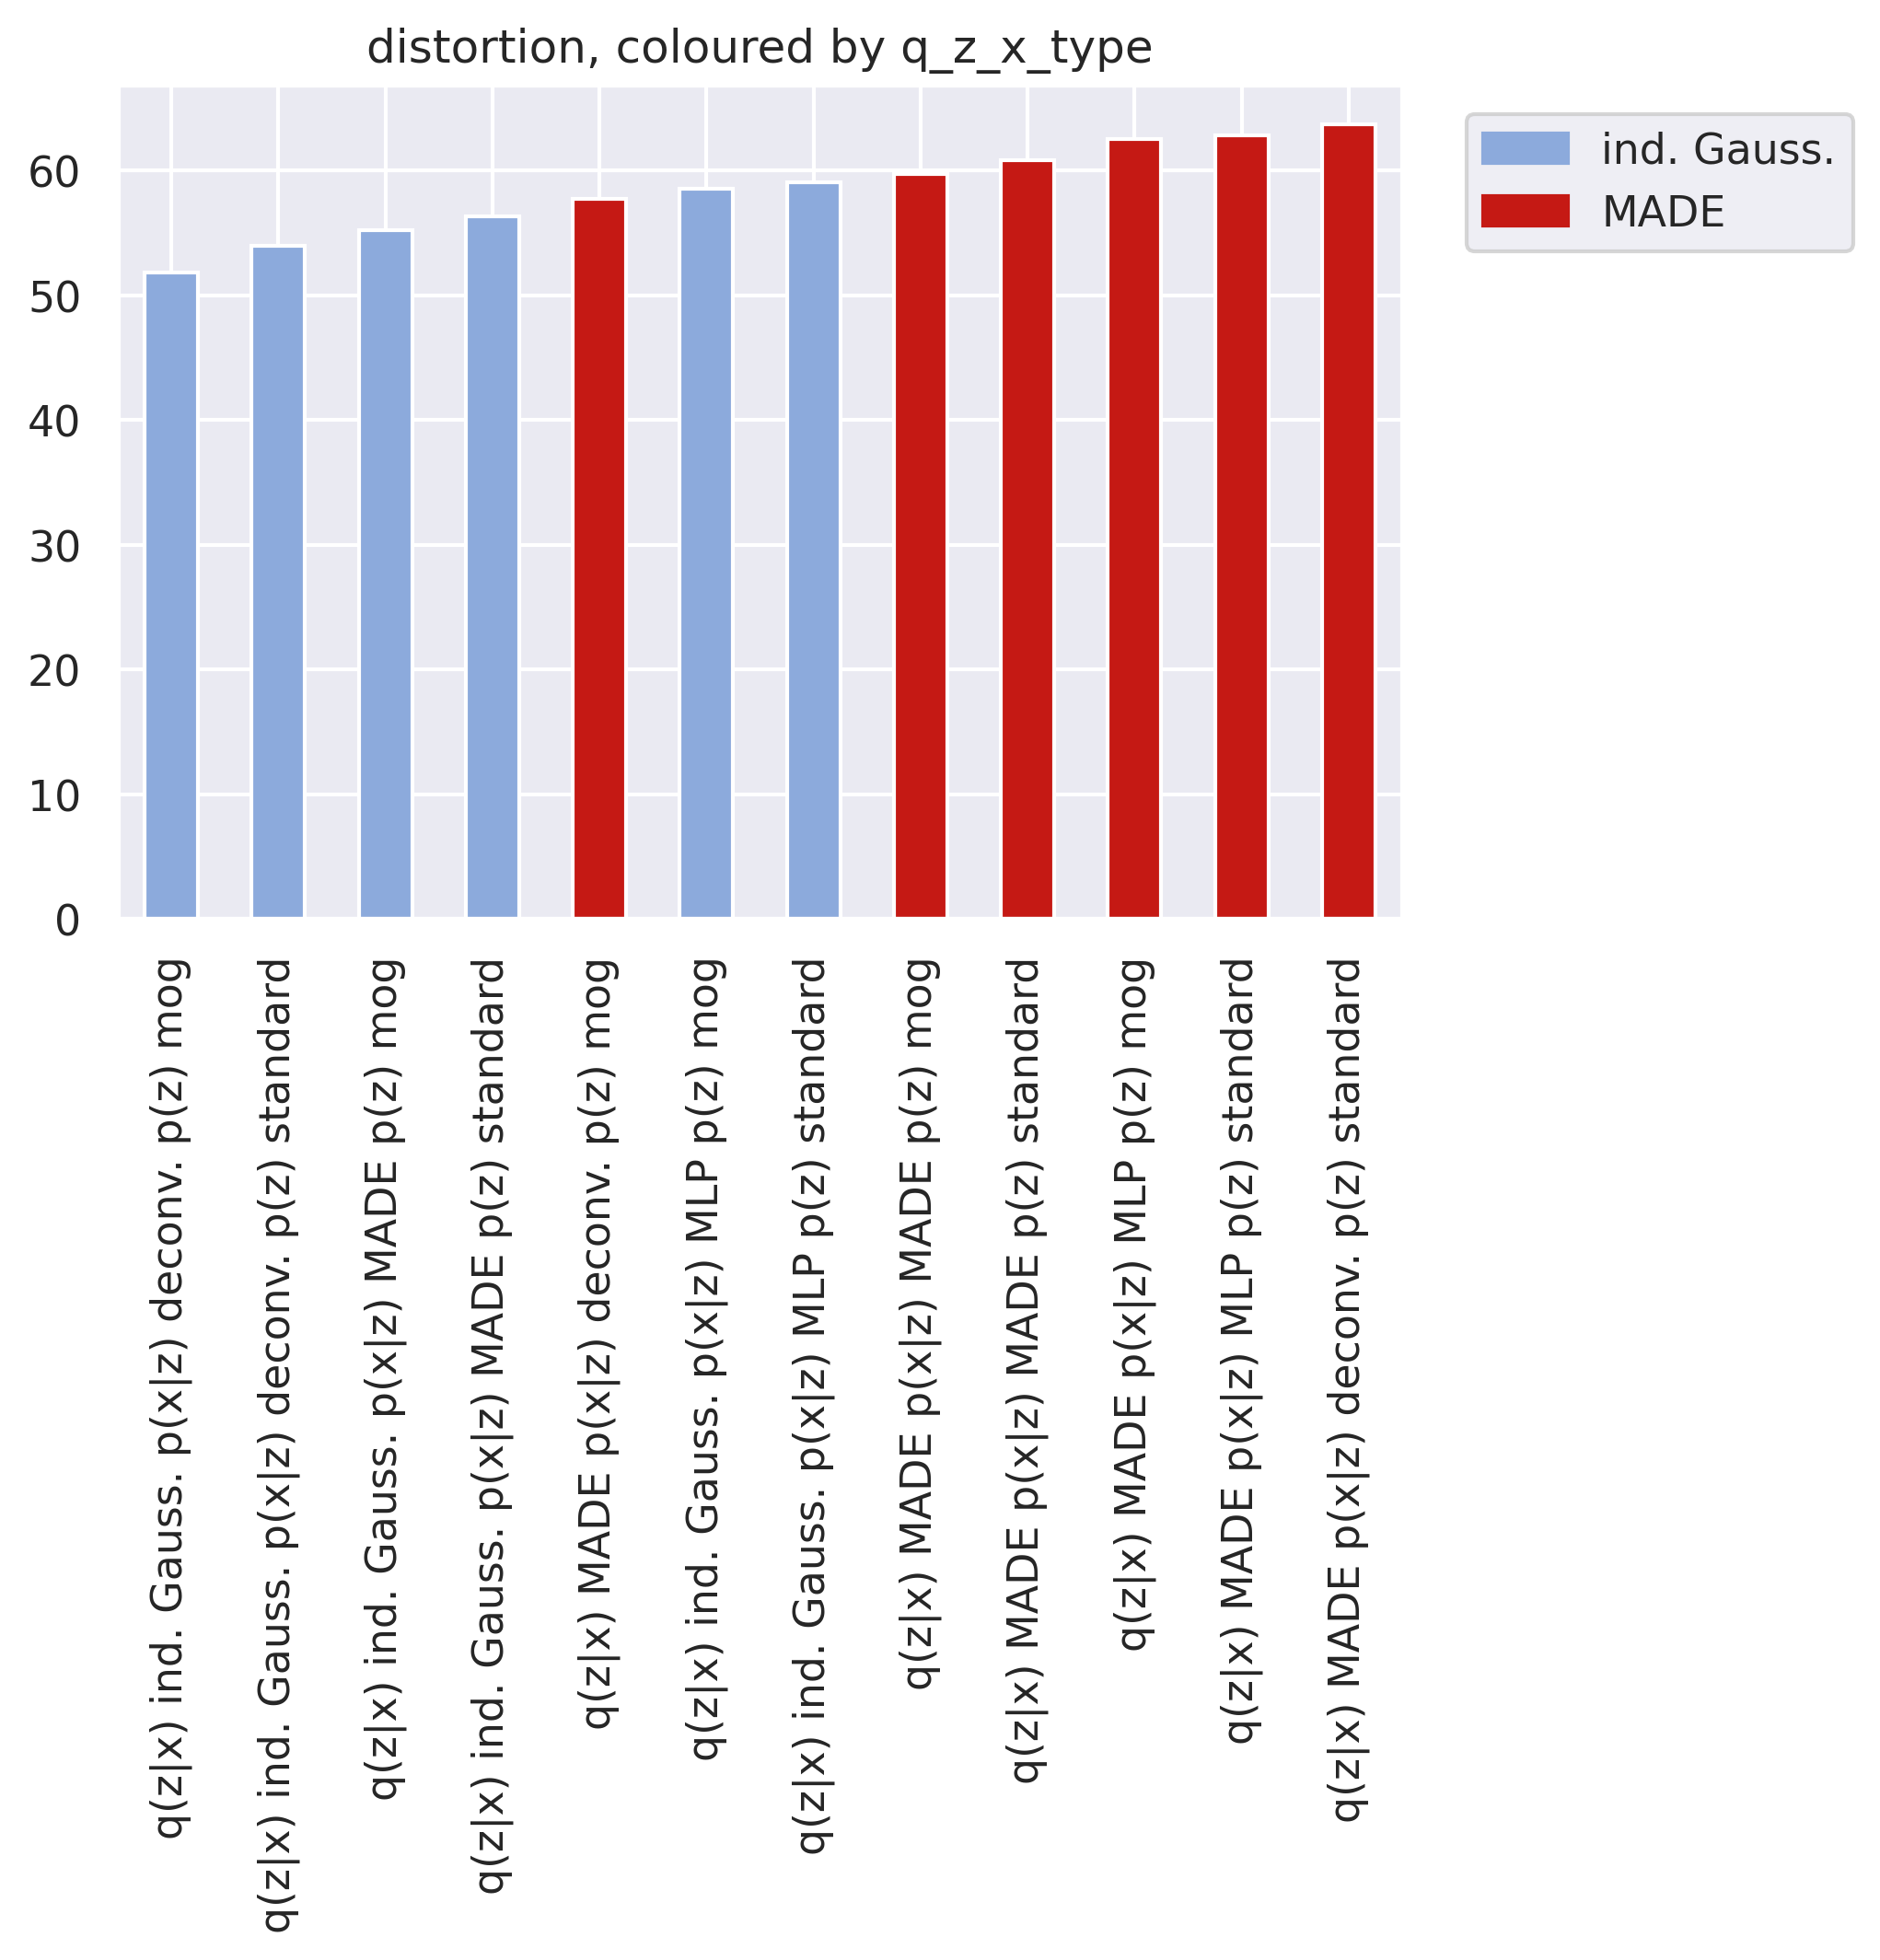 distortion, coloured by q_z_x_type
ind. Gauss.
MADE
60
50
40
30
20
10
0
q(z|x) ind. Gauss. p(x|z) deconv. p(z) mog
q(z|x) ind. Gauss. p(x|z) deconv. p(z) standard
q(z|x) ind. Gauss. p(x|z) MADE p(z) mog
q(z|x) ind. Gauss. p(x|z) MADE p(z) standard
q(z|x) MADE p(x|z) deconv. p(z) mog
q(z|x) ind. Gauss. p(x|z) MLP p(z) mog
q(z|x) ind. Gauss. p(x|z) MLP p(z) standard
q(z|x) MADE p(x|z) MADE p(z) mog
q(z|x) MADE p(x|z) MADE p(z) standard
q(z|x) MADE p(x|z) MLP p(z) mog
q(z|x) MADE p(x|z) MLP p(z) standard
q(z|x) MADE p(x|z) deconv. p(z) standard